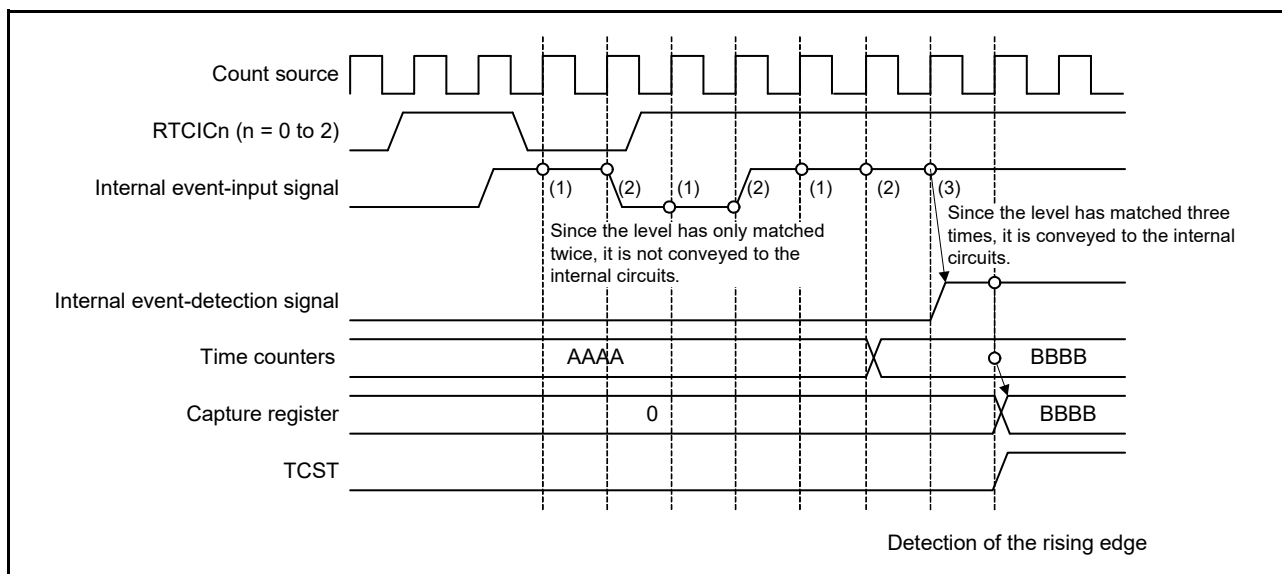 Count source
RTCICn (n = 0 to 2)
Internal event-input signal
(1)
(2)
(1)
(2)
(1)
(2)
(3)
Since the level has only matched
twice, it is not conveyed to the
internal circuits.
Since the level has matched three
times, it is conveyed to the internal
circuits.
Internal event-detection signal
Time counters
AAAA
BBBB
Capture register
0
BBBB
TCST
Detection of the rising edge